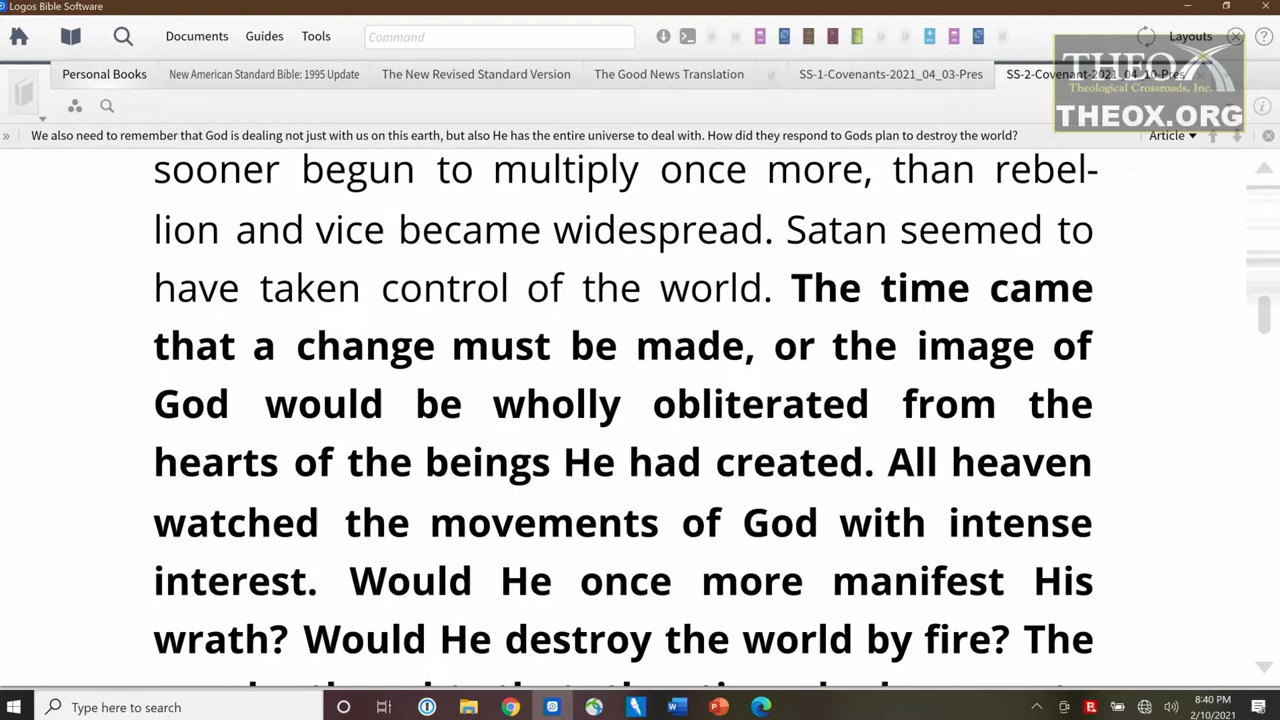 Logos Bible Software
Documents Guides Tools Command Layouts
THEOX
Theological Crossroads, Inc.
THEOX.ORG
Personal Books New American Standard Bible: 1995 Update The New Revised Standard Version The Good News Translation SS-1-Covenants-2021_04_03-Pres SS-2-Covenant-2021_04_10-Pres
» We also need to remember that God is dealing not just with us on this earth, but also He has the entire universe to deal with. How did they respond to Gods plan to destroy the world? Article
sooner begun to multiply once more, than rebel-
lion and vice became widespread. Satan seemed to
have taken control of the world. The time came
that a change must be made, or the image of
God would be wholly obliterated from the
hearts of the beings He had created. All heaven
watched the movements of God with intense
interest. Would He once more manifest His
wrath? Would He destroy the world by fire? The
Type here to search
8:40 PM
2/10/2021